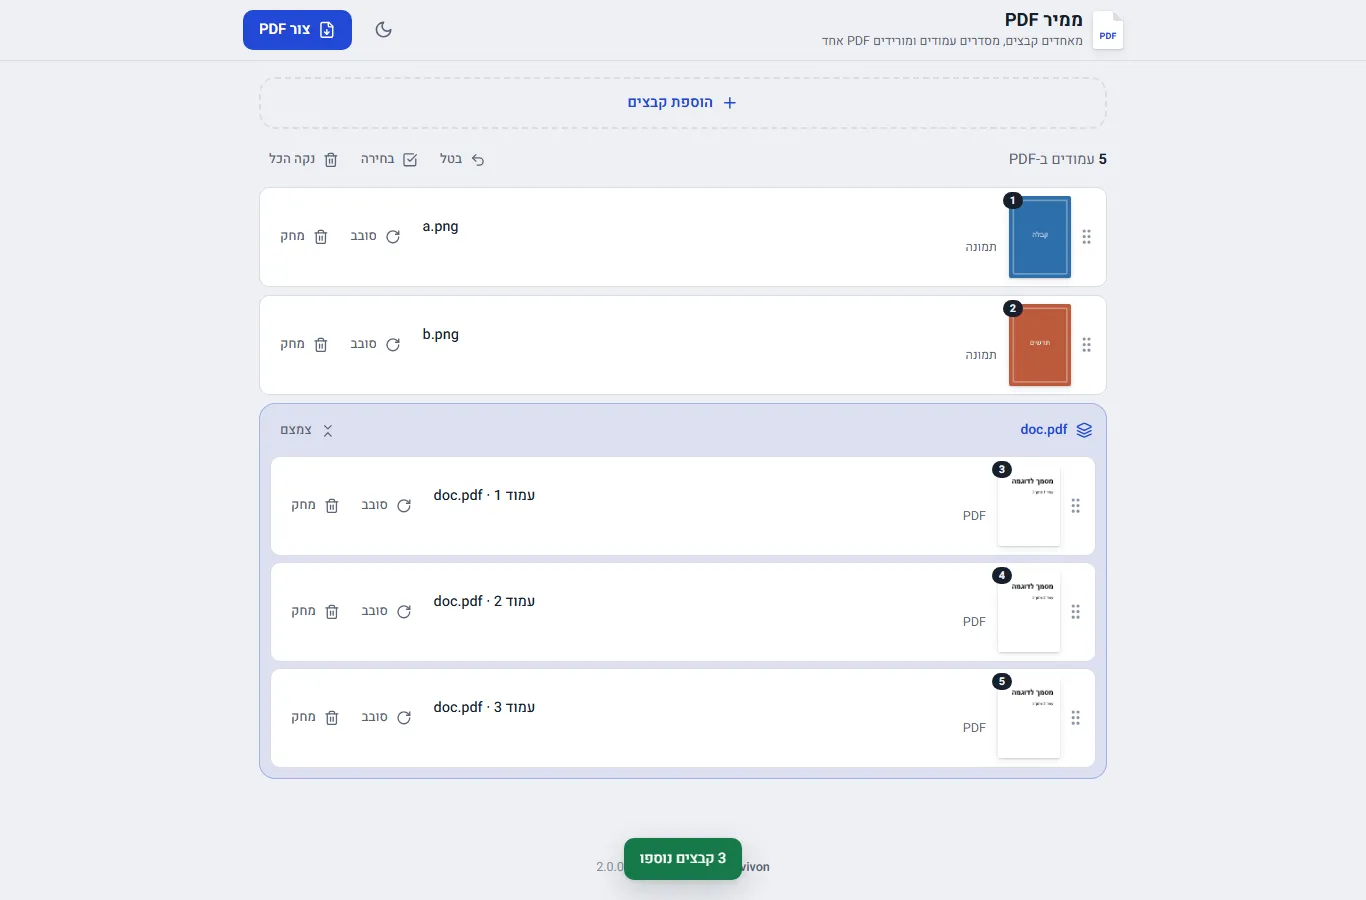 ממיר PDF
מאחדים קבצים, מסדרים עמודים ומורידים PDF אחד
PDF
צור PDF
הוספת קבצים
5 עמודים ב-PDF
בטל
בחירה
נקה הכל
1
קבלה
תמונה
a.png
סובב
מחק
2
תרשים
תמונה
b.png
סובב
מחק
doc.pdf
צמצם
3
מסמך לדוגמה
PDF
עמוד 1 · doc.pdf
סובב
מחק
4
מסמך לדוגמה
PDF
עמוד 2 · doc.pdf
סובב
מחק
5
מסמך לדוגמה
PDF
עמוד 3 · doc.pdf
סובב
מחק
3 קבצים נוספו
vivon
2.0.0